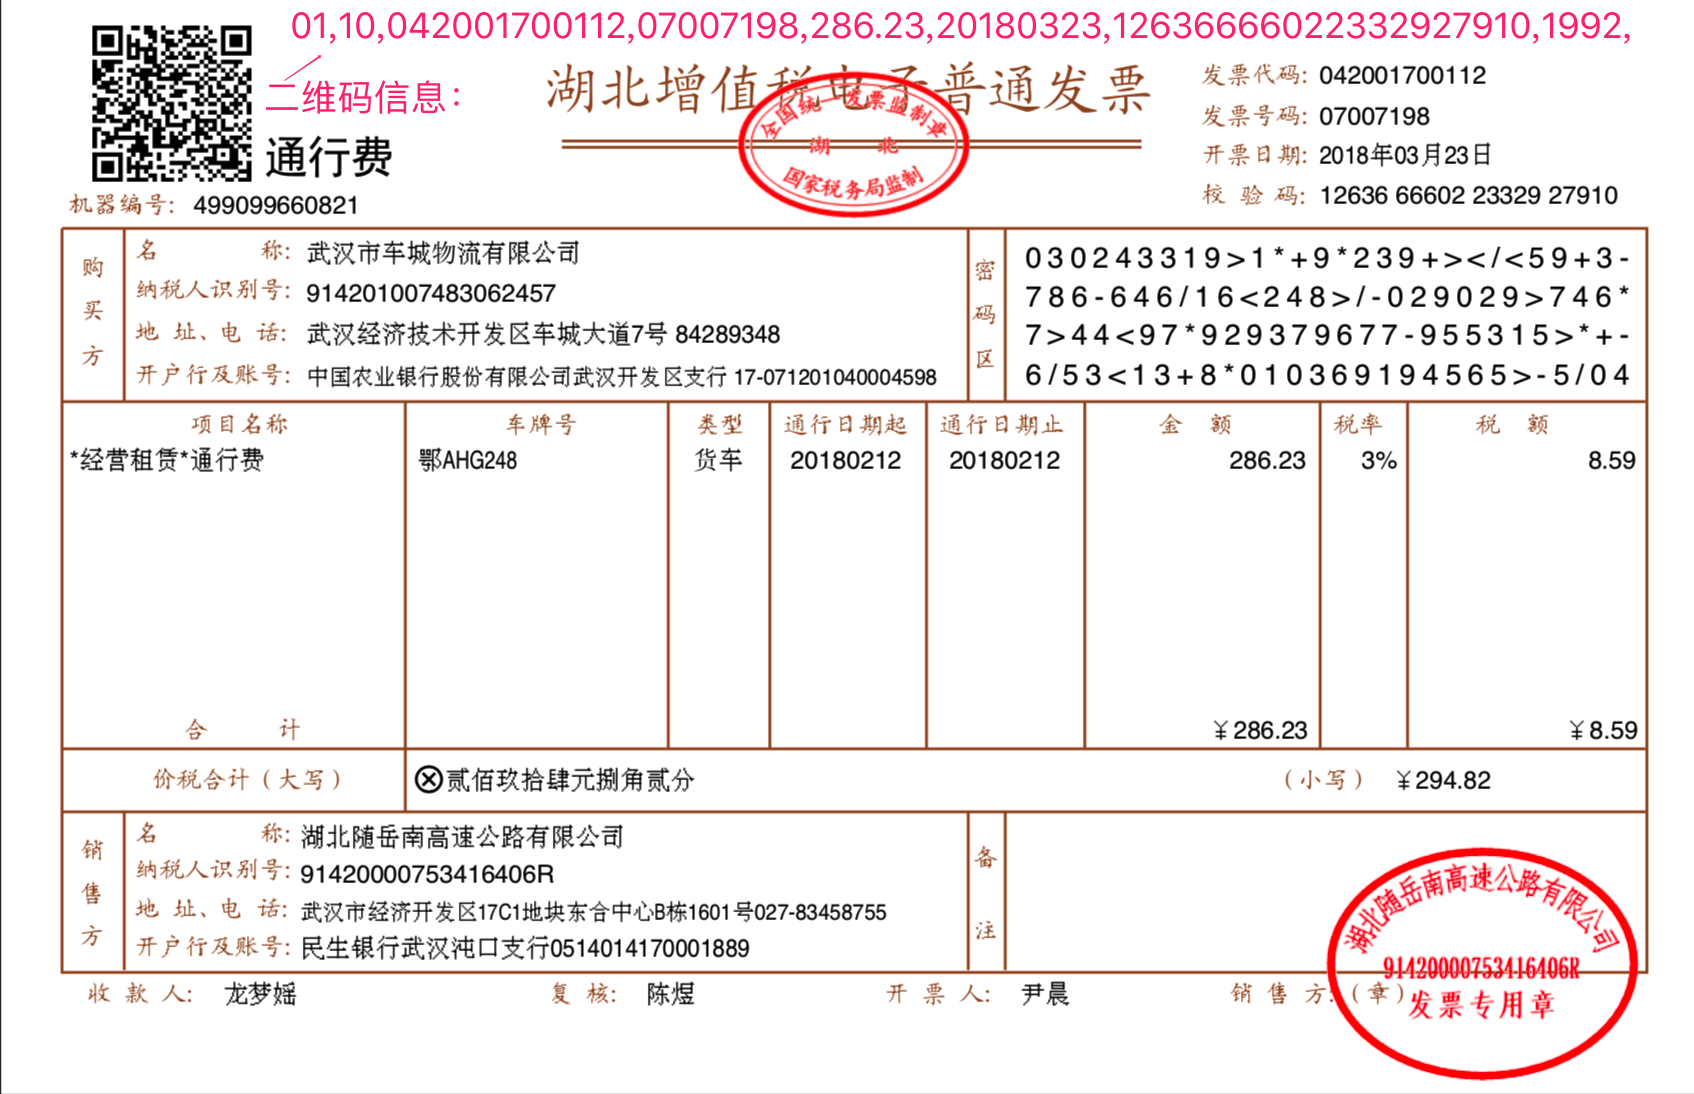 01,10,042001700112,07007198,286.23,20180323,12636666022332927910,1992,
二维码信息：
通行费
湖北增值税电子普通发票
全国统一发票监制章
湖 北
国家税务局监制
发票代码: 042001700112
发票号码: 07007198
开票日期: 2018年03月23日
校 验 码: 12636 66602 23329 27910
机器编号: 499099660821
购买方
名 称: 武汉市车城物流有限公司
纳税人识别号: 914201007483062457
地 址、电 话: 武汉经济技术开发区车城大道7号 84289348
开户行及账号: 中国农业银行股份有限公司武汉开发区支行 17-071201040004598
密码区
030243319>1*+9*239+></<59+3-
786-646/16<248>/-029029>746*
7>44<97*929379677-955315>*+-
6/53<13+8*010369194565>-5/04
项目名称 车牌号 类型 通行日期起 通行日期止 金 额 税率 税 额
*经营租赁*通行费 鄂AHG248 货车 20180212 20180212 286.23 3% 8.59
合 计 ￥286.23 ￥8.59
价税合计（大写） ⊗贰佰玖拾肆元捌角贰分 （小写） ￥294.82
销售方
名 称: 湖北随岳南高速公路有限公司
纳税人识别号: 91420000753416406R
地 址、电 话: 武汉市经济开发区17C1地块东合中心B栋1601号027-83458755
开户行及账号: 民生银行武汉沌口支行0514014170001889
备注
湖北随岳南高速公路有限公司
91420000753416406R
发票专用章
收 款 人: 龙梦媱 复 核: 陈煜 开 票 人: 尹晨 销 售 方:（章）